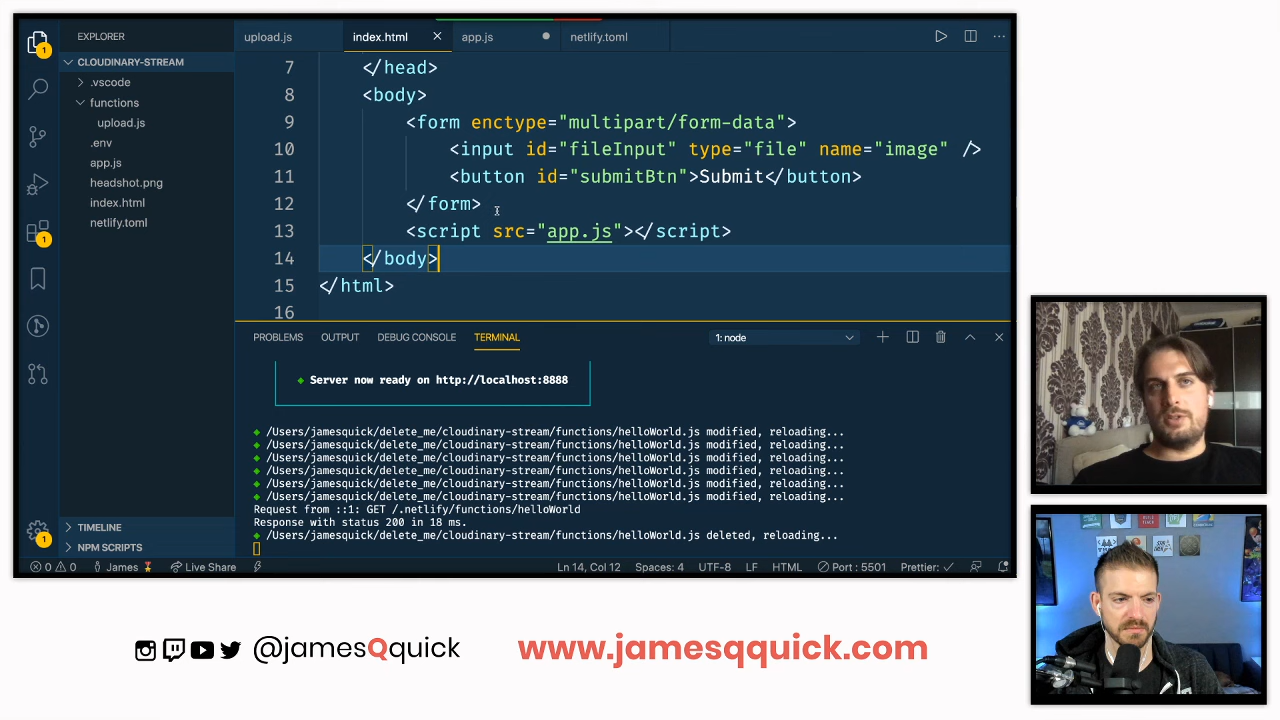 EXPLORER
CLOUDINARY-STREAM
.vscode
functions
upload.js
.env
app.js
headshot.png
index.html
netlify.toml
TIMELINE
NPM SCRIPTS
upload.js
index.html
app.js
netlify.toml
7 </head>
8 <body>
9 <form enctype="multipart/form-data">
10 <input id="fileInput" type="file" name="image" />
11 <button id="submitBtn">Submit</button>
12 </form>
13 <script src="app.js"></script>
14 </body>
15 </html>
16
PROBLEMS OUTPUT DEBUG CONSOLE TERMINAL 1: node
Server now ready on http://localhost:8888
/Users/jamesquick/delete_me/cloudinary-stream/functions/helloWorld.js modified, reloading...
/Users/jamesquick/delete_me/cloudinary-stream/functions/helloWorld.js modified, reloading...
/Users/jamesquick/delete_me/cloudinary-stream/functions/helloWorld.js modified, reloading...
/Users/jamesquick/delete_me/cloudinary-stream/functions/helloWorld.js modified, reloading...
/Users/jamesquick/delete_me/cloudinary-stream/functions/helloWorld.js modified, reloading...
/Users/jamesquick/delete_me/cloudinary-stream/functions/helloWorld.js modified, reloading...
Request from ::1: GET /.netlify/functions/helloWorld
Response with status 200 in 18 ms.
/Users/jamesquick/delete_me/cloudinary-stream/functions/helloWorld.js deleted, reloading...
1
1
1
0 0 James Live Share Ln 14, Col 12 Spaces: 4 UTF-8 LF HTML Port : 5501 Prettier:
@jamesQquick www.jamesqquick.com